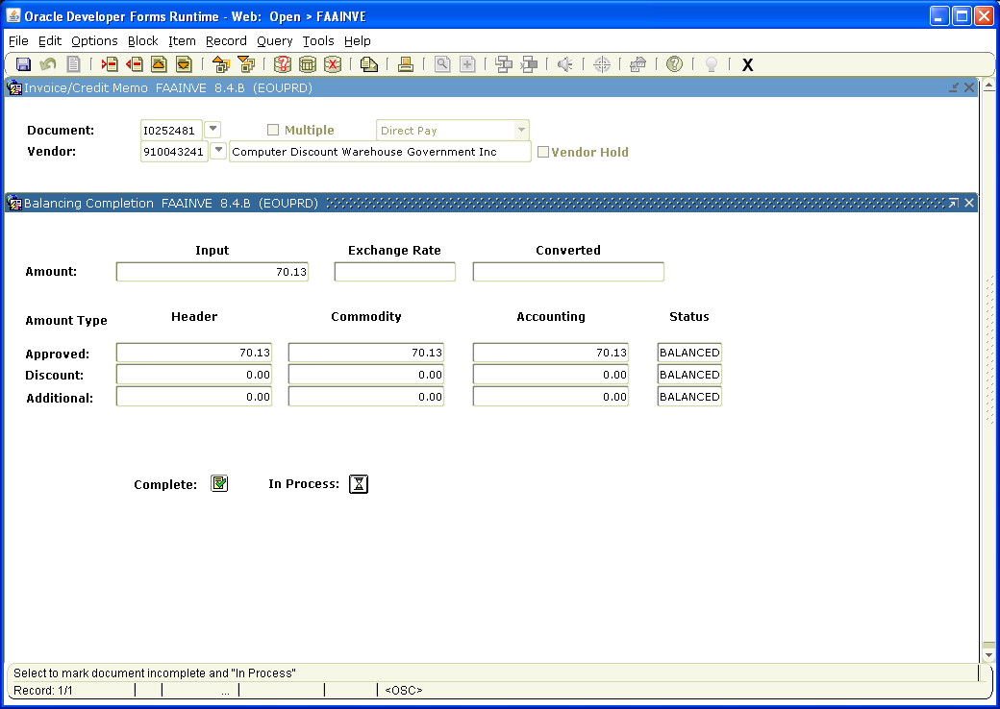 Oracle Developer Forms Runtime - Web: Open > FAAINVE
File Edit Options Block Item Record Query Tools Help
X
Invoice/Credit Memo FAAINVE 8.4.B (EOUPRD)
Document: I0252481 Multiple Direct Pay
Vendor: 910043241 Computer Discount Warehouse Government Inc Vendor Hold
Balancing Completion FAAINVE 8.4.B (EOUPRD)
Input Exchange Rate Converted
Amount: 70.13
Amount Type Header Commodity Accounting Status
Approved: 70.13 70.13 70.13 BALANCED
Discount: 0.00 0.00 0.00 BALANCED
Additional: 0.00 0.00 0.00 BALANCED
Complete: In Process:
Select to mark document incomplete and "In Process"
Record: 1/1 ... <OSC>